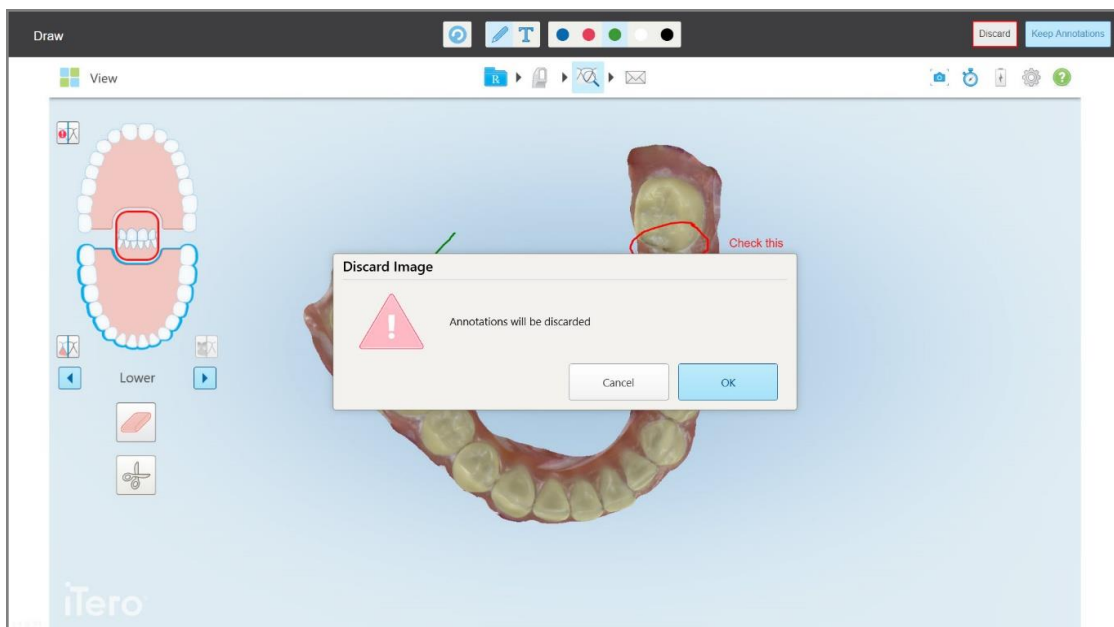 Draw
T
Discard
Keep Annotations
View
R
?
Check this
Discard Image
!
Annotations will be discarded
Cancel
OK
Lower
iTero